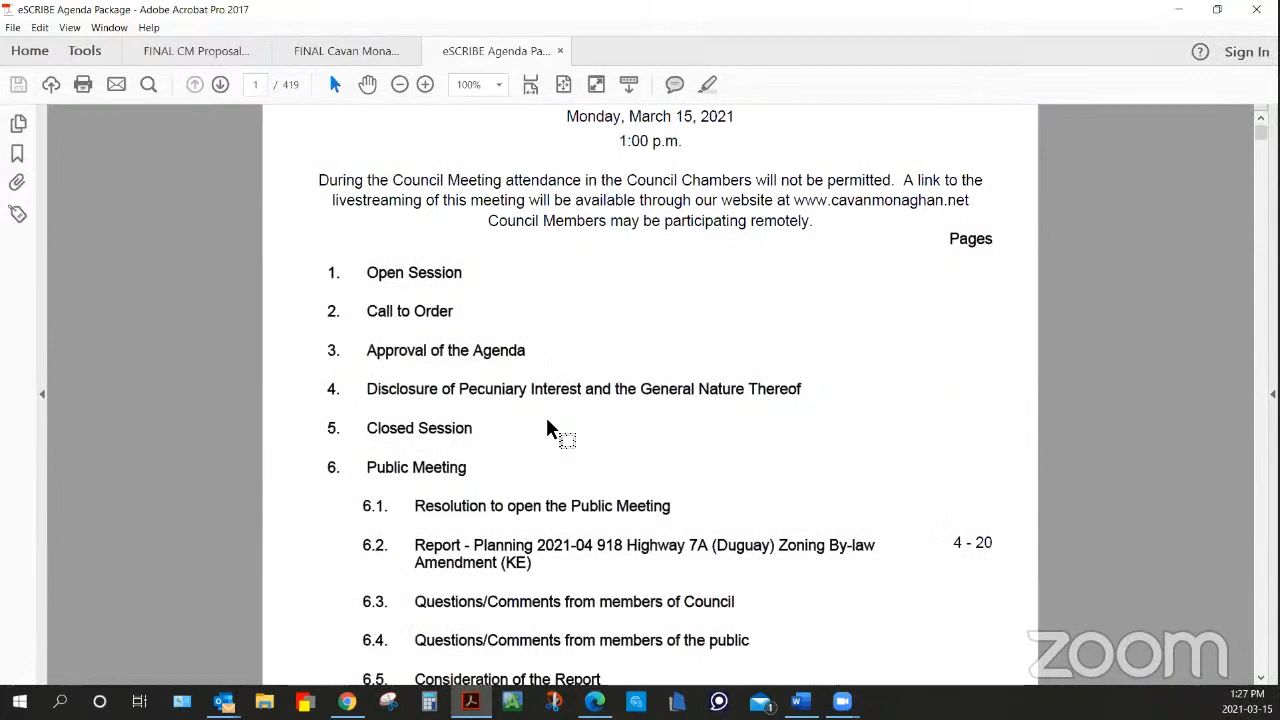 eSCRIBE Agenda Package - Adobe Acrobat Pro 2017
File Edit View Window Help
Home Tools FINAL CM Proposal... FINAL Cavan Mona... eSCRIBE Agenda Pa... × ? Sign In
1 / 419 100%
Monday, March 15, 2021
1:00 p.m.
During the Council Meeting attendance in the Council Chambers will not be permitted. A link to the
livestreaming of this meeting will be available through our website at www.cavanmonaghan.net
Council Members may be participating remotely.
Pages
1. Open Session
2. Call to Order
3. Approval of the Agenda
4. Disclosure of Pecuniary Interest and the General Nature Thereof
5. Closed Session
6. Public Meeting
6.1. Resolution to open the Public Meeting
6.2. Report - Planning 2021-04 918 Highway 7A (Duguay) Zoning By-law 4 - 20
Amendment (KE)
6.3. Questions/Comments from members of Council
6.4. Questions/Comments from members of the public
6.5. Consideration of the Report
zoom
1:27 PM
2021-03-15